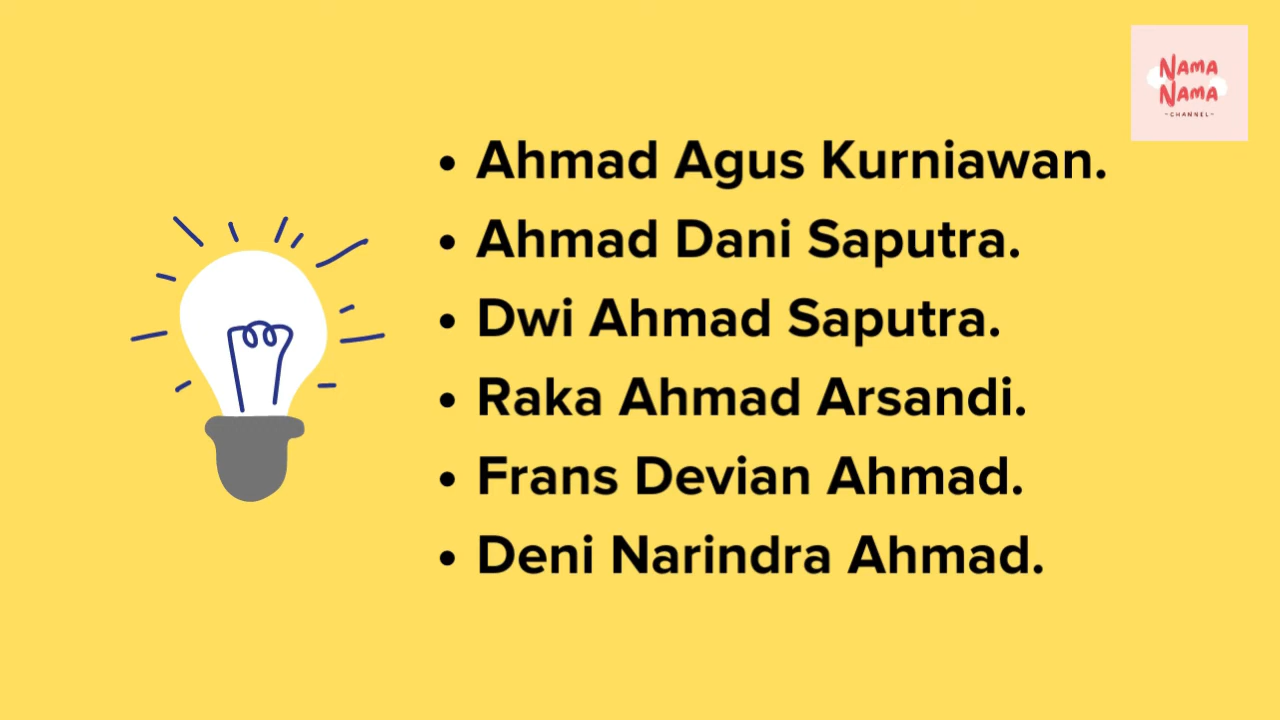 NAMA
NAMA
~CHANNEL~
• Ahmad Agus Kurniawan.
• Ahmad Dani Saputra.
• Dwi Ahmad Saputra.
• Raka Ahmad Arsandi.
• Frans Devian Ahmad.
• Deni Narindra Ahmad.